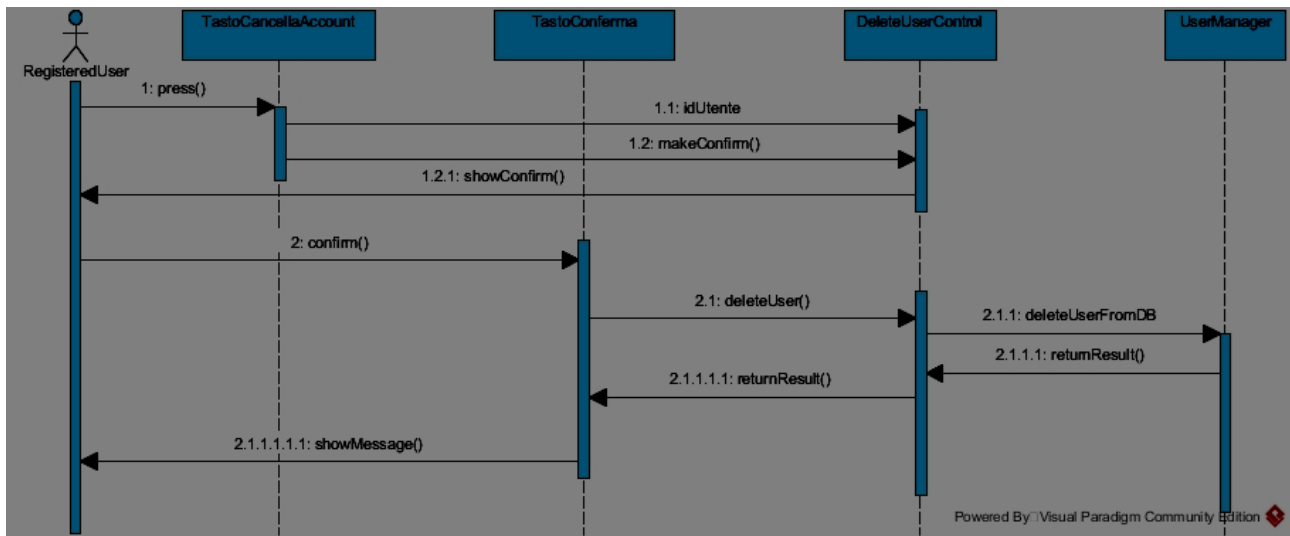 TastoCancellaAccount
TastoConferma
DeleteUserControl
UserManager
RegisteredUser
1: press()
1.1: idUtente
1.2: makeConfirm()
1.2.1: showConfirm()
2: confirm()
2.1: deleteUser()
2.1.1: deleteUserFromDB
2.1.1.1: returnResult()
2.1.1.1.1: returnResult()
2.1.1.1.1.1: showMessage()
Powered By□Visual Paradigm Community Edition